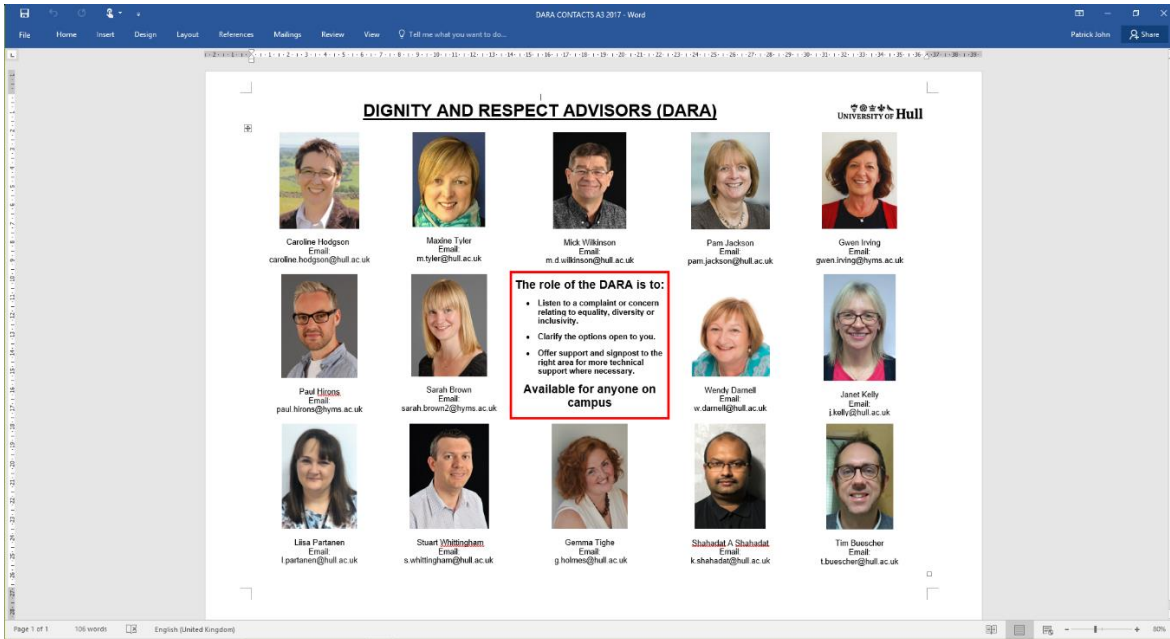 DARA CONTACTS A3 2017 - Word
File Home Insert Design Layout References Mailings Review View Tell me what you want to do...
Patrick John Share
DIGNITY AND RESPECT ADVISORS (DARA)
UNIVERSITY OF Hull
Caroline Hodgson
Email:
caroline.hodgson@hull.ac.uk
Maxine Tyler
Email:
m.tyler@hull.ac.uk
Mick Wilkinson
Email:
m.d.wilkinson@hull.ac.uk
Pam Jackson
Email:
pam.jackson@hull.ac.uk
Gwen Irving
Email:
gwen.irving@hyms.ac.uk
Paul Hirons
Email:
paul.hirons@hyms.ac.uk
Sarah Brown
Email:
sarah.brown2@hyms.ac.uk
The role of the DARA is to:
• Listen to a complaint or concern
relating to equality, diversity or
inclusivity.
• Clarify the options open to you.
• Offer support and signpost to the
right area for more technical
support where necessary.
Available for anyone on
campus
Wendy Darnell
Email:
w.darnell@hull.ac.uk
Janet Kelly
Email:
j.kelly@hull.ac.uk
Liisa Partanen
Email:
l.partanen@hull.ac.uk
Stuart Whittingham
Email:
s.whittingham@hull.ac.uk
Gemma Tighe
Email:
g.holmes@hull.ac.uk
Shahadat A Shahadat
Email:
k.shahadat@hull.ac.uk
Tim Buescher
Email:
t.buescher@hull.ac.uk
Page 1 of 1 106 words English (United Kingdom) 80%